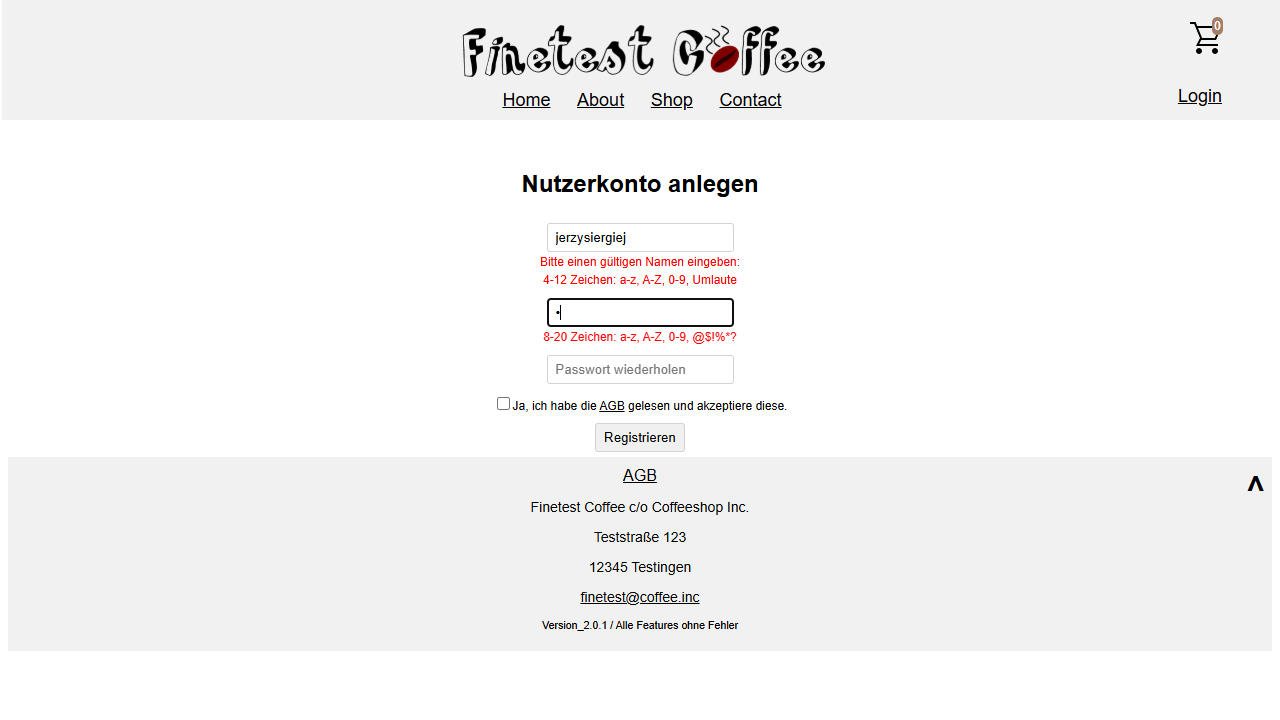 Finetest Coffee
0
Home About Shop Contact
Login
Nutzerkonto anlegen
jerzysiergiej
Bitte einen gültigen Namen eingeben:
4-12 Zeichen: a-z, A-Z, 0-9, Umlaute
•
8-20 Zeichen: a-z, A-Z, 0-9, @$!%*?
Passwort wiederholen
Ja, ich habe die AGB gelesen und akzeptiere diese.
Registrieren
AGB
^
Finetest Coffee c/o Coffeeshop Inc.
Teststraße 123
12345 Testingen
finetest@coffee.inc
Version_2.0.1 / Alle Features ohne Fehler